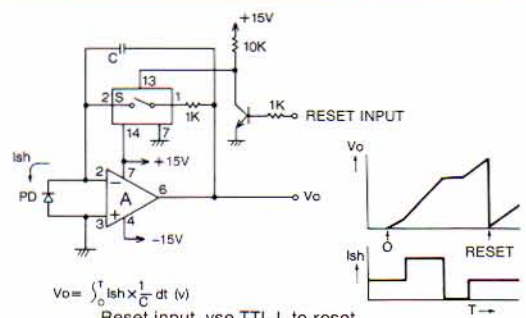 +15V
10K
C
13
2 S 1
1K
14 7
1K
RESET INPUT
+15V
Ish
2
7
PD
A
6
Vo
3
4
-15V
Vo
O
RESET
Ish
T→
Vo= ∫₀ᵀ Ish × 1/C dt (v)
Reset input, use TTL L to reset